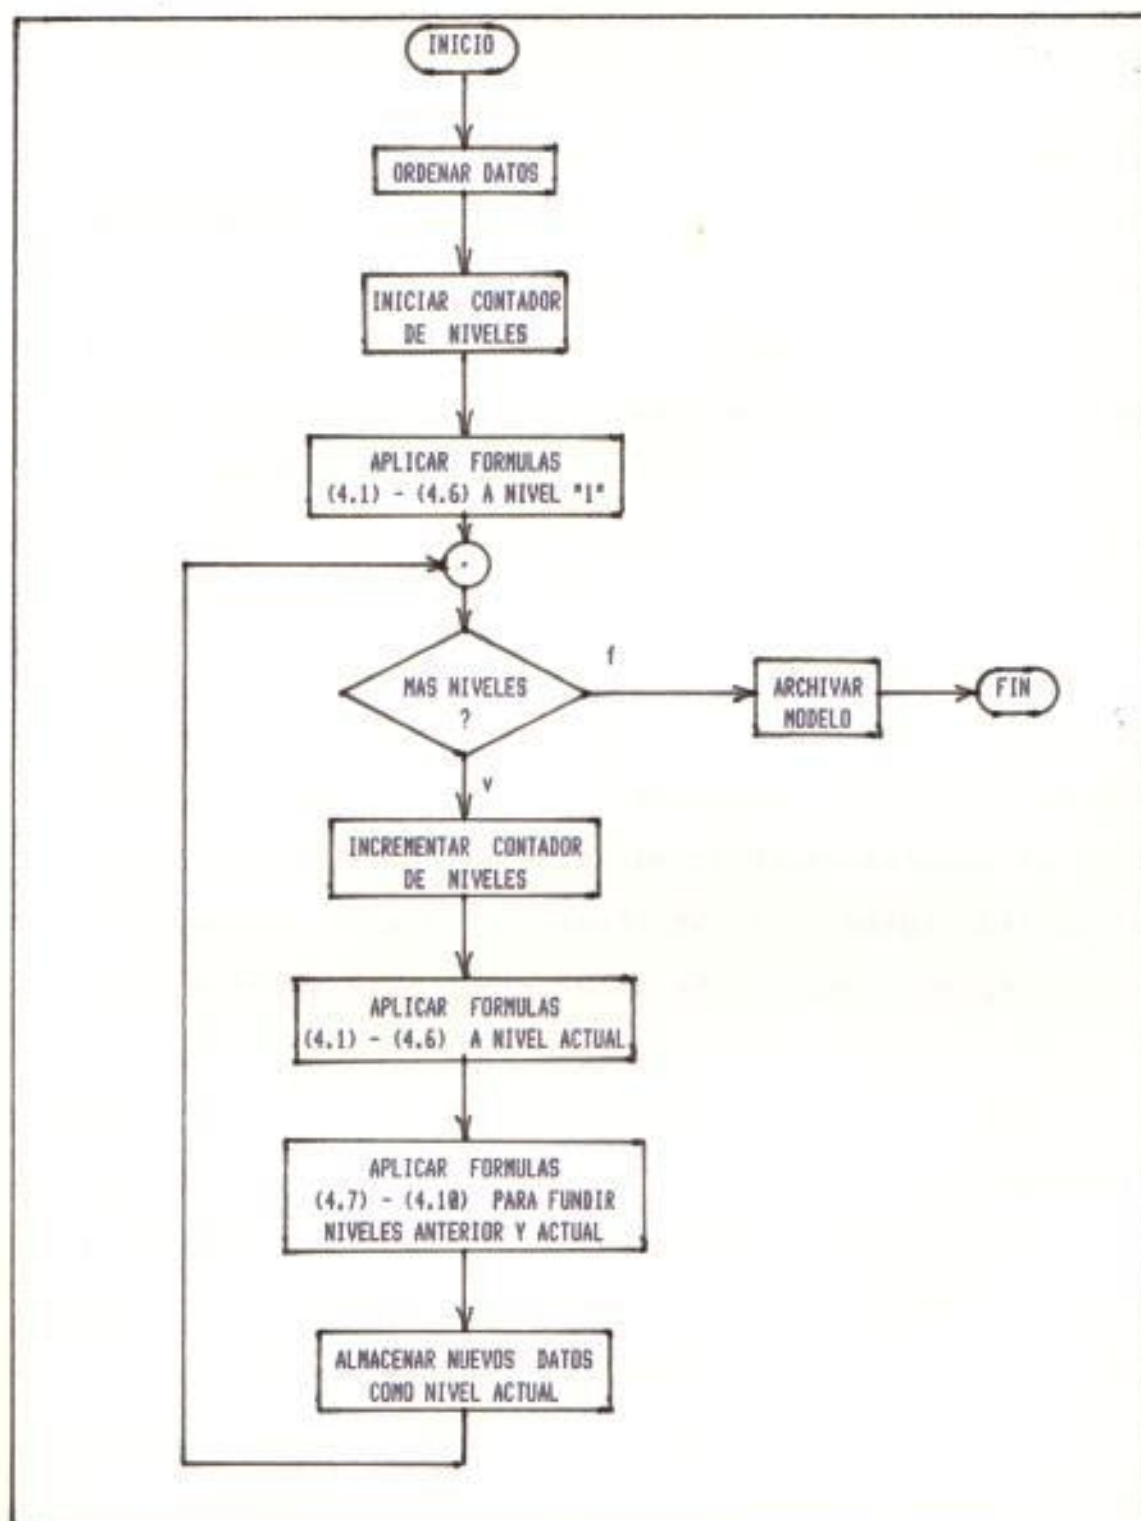 INICIO
ORDENAR DATOS
INICIAR CONTADOR
DE NIVELES
APLICAR FORMULAS
(4.1) - (4.6) A NIVEL "1"
MAS NIVELES
?
f
ARCHIVAR
MODELO
FIN
v
INCREMENTAR CONTADOR
DE NIVELES
APLICAR FORMULAS
(4.1) - (4.6) A NIVEL ACTUAL
APLICAR FORMULAS
(4.7) - (4.10) PARA FUNDIR
NIVELES ANTERIOR Y ACTUAL
ALMACENAR NUEVOS DATOS
COMO NIVEL ACTUAL